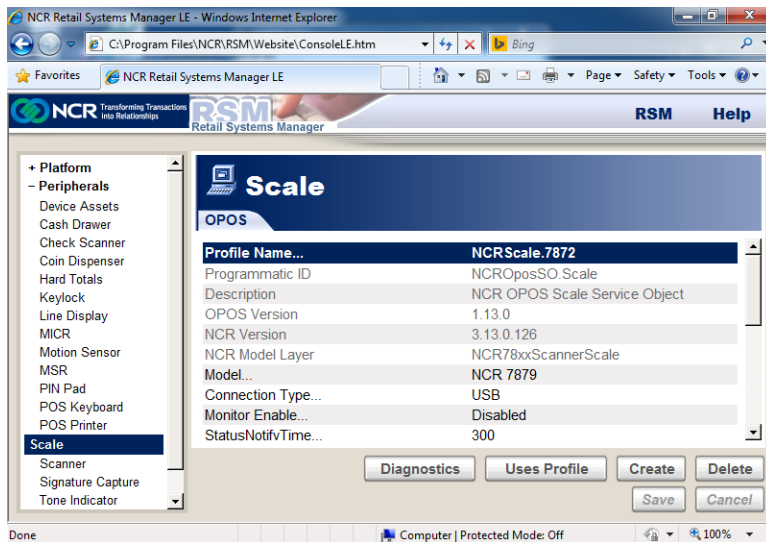 NCR Retail Systems Manager LE - Windows Internet Explorer
C:\Program Files\NCR\RSM\Website\ConsoleLE.htm
Bing
Favorites
NCR Retail Systems Manager LE
Page
Safety
Tools
NCR Transforming Transactions into Relationships
RSM
Retail Systems Manager
RSM
Help
+ Platform
– Peripherals
Device Assets
Cash Drawer
Check Scanner
Coin Dispenser
Hard Totals
Keylock
Line Display
MICR
Motion Sensor
MSR
PIN Pad
POS Keyboard
POS Printer
Scale
Scanner
Signature Capture
Tone Indicator
Scale
OPOS
Profile Name... NCRScale.7872
Programmatic ID NCROposSO.Scale
Description NCR OPOS Scale Service Object
OPOS Version 1.13.0
NCR Version 3.13.0.126
NCR Model Layer NCR78xxScannerScale
Model... NCR 7879
Connection Type... USB
Monitor Enable... Disabled
StatusNotifyTime... 300
Diagnostics
Uses Profile
Create
Delete
Save
Cancel
Done
Computer | Protected Mode: Off
100%